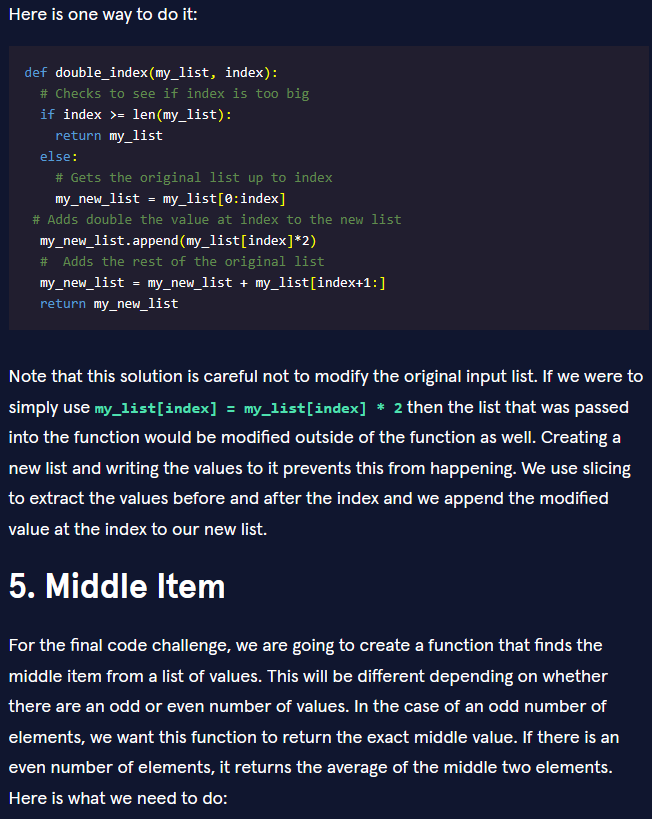 Here is one way to do it:
def double_index(my_list, index):
  # Checks to see if index is too big
  if index >= len(my_list):
    return my_list
  else:
    # Gets the original list up to index
    my_new_list = my_list[0:index]
 # Adds double the value at index to the new list
  my_new_list.append(my_list[index]*2)
  #  Adds the rest of the original list
  my_new_list = my_new_list + my_list[index+1:]
  return my_new_list
Note that this solution is careful not to modify the original input list. If we were to
simply use my_list[index] = my_list[index] * 2 then the list that was passed
into the function would be modified outside of the function as well. Creating a
new list and writing the values to it prevents this from happening. We use slicing
to extract the values before and after the index and we append the modified
value at the index to our new list.
5. Middle Item
For the final code challenge, we are going to create a function that finds the
middle item from a list of values. This will be different depending on whether
there are an odd or even number of values. In the case of an odd number of
elements, we want this function to return the exact middle value. If there is an
even number of elements, it returns the average of the middle two elements.
Here is what we need to do: